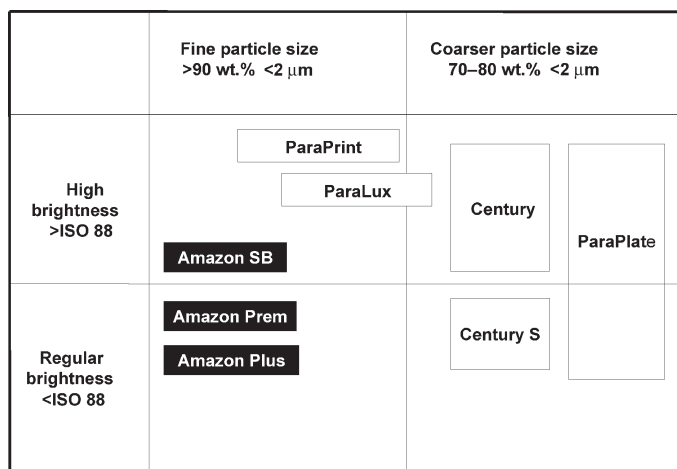 Fine particle size
>90 wt.% <2 μm
Coarser particle size
70–80 wt.% <2 μm
High
brightness
>ISO 88
ParaPrint
ParaLux
Amazon SB
Century
ParaPlate
Regular
brightness
<ISO 88
Amazon Prem
Amazon Plus
Century S